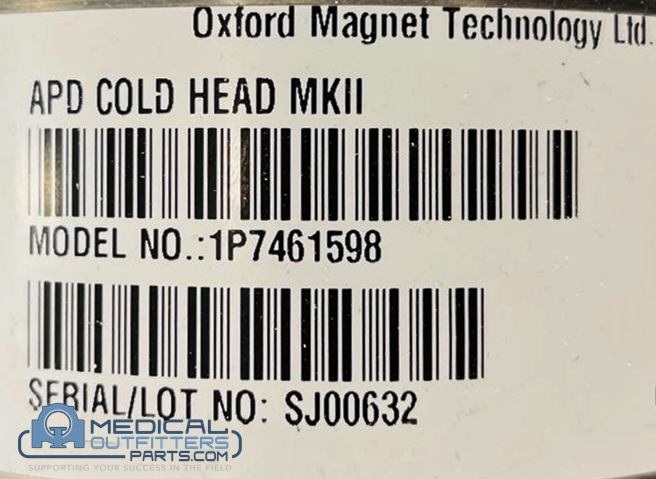 Oxford Magnet Technology Ltd.
APD COLD HEAD MKII
MODEL NO.:1P7461598
SERIAL/LOT NO: SJ00632
MEDICAL
OUTFITTERS
PARTS.COM
SUPPORTING YOUR SUCCESS IN THE FIELD